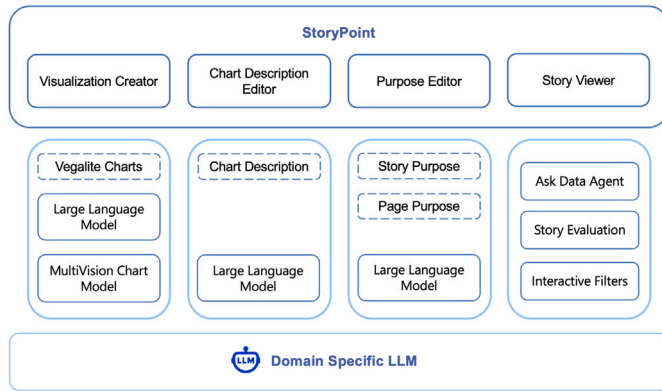 StoryPoint
Visualization Creator
Chart Description
Editor
Purpose Editor
Story Viewer
Vegalite Charts
Large Language
Model
MultiVision Chart
Model
Chart Description
Large Language
Model
Story Purpose
Page Purpose
Large Language
Model
Ask Data Agent
Story Evaluation
Interactive Filters
LLM
Domain Specific LLM